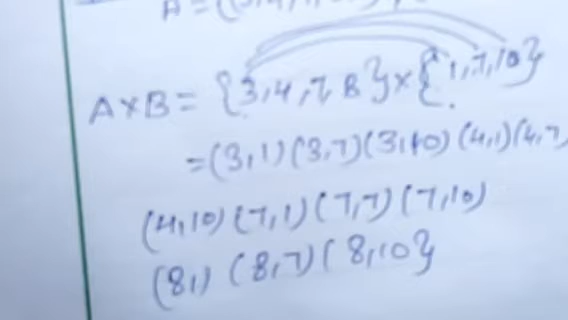 A×B = {3,4,7,8}×{1,7,10}
=(3,1)(3,7)(3,10)(4,1)(4,7
(4,10)(7,1)(7,7)(7,10)
(8,1)(8,7)(8,10}